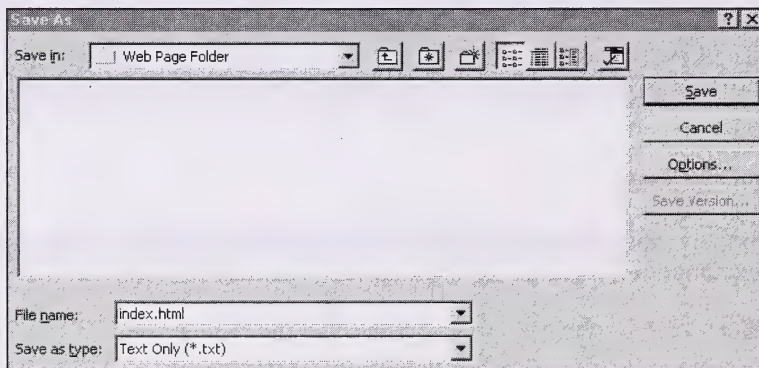 Save As
Save in: Web Page Folder
Save
Cancel
Options...
Save Version...
File name: index.html
Save as type: Text Only (*.txt)